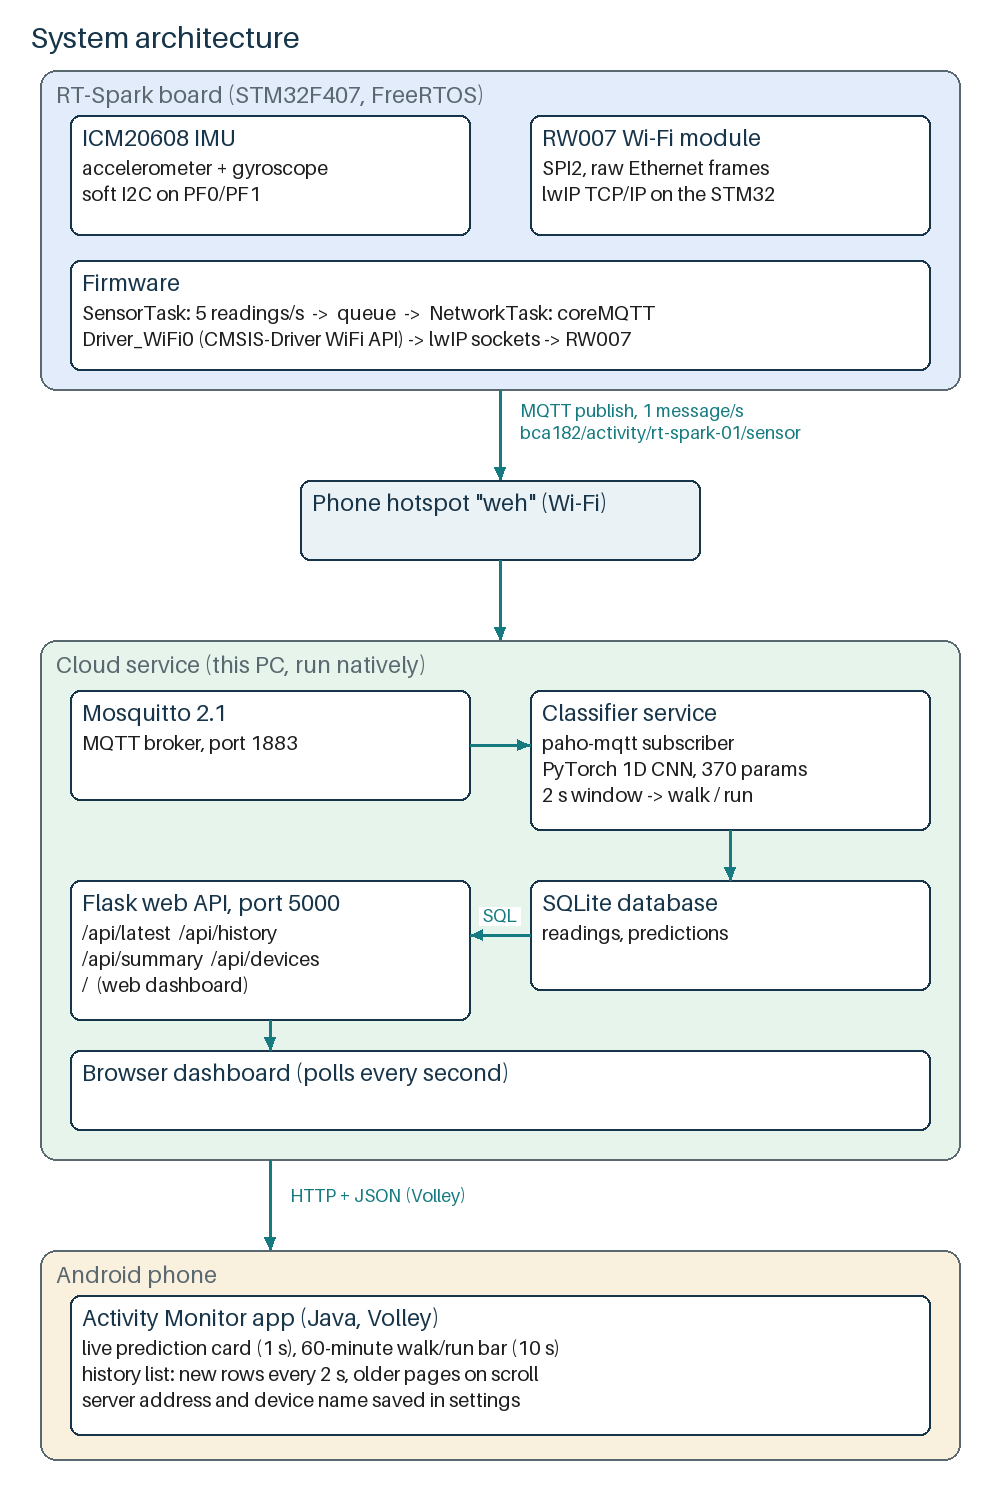 System architecture
RT-Spark board (STM32F407, FreeRTOS)
ICM20608 IMU
accelerometer + gyroscope
soft I2C on PF0/PF1
RW007 Wi-Fi module
SPI2, raw Ethernet frames
lwIP TCP/IP on the STM32
Firmware
SensorTask: 5 readings/s -> queue -> NetworkTask: coreMQTT
Driver_WiFi0 (CMSIS-Driver WiFi API) -> lwIP sockets -> RW007
MQTT publish, 1 message/s
bca182/activity/rt-spark-01/sensor
Phone hotspot "weh" (Wi-Fi)
Cloud service (this PC, run natively)
Mosquitto 2.1
MQTT broker, port 1883
Classifier service
paho-mqtt subscriber
PyTorch 1D CNN, 370 params
2 s window -> walk / run
Flask web API, port 5000
/api/latest /api/history
/api/summary /api/devices
/ (web dashboard)
SQL
SQLite database
readings, predictions
Browser dashboard (polls every second)
HTTP + JSON (Volley)
Android phone
Activity Monitor app (Java, Volley)
live prediction card (1 s), 60-minute walk/run bar (10 s)
history list: new rows every 2 s, older pages on scroll
server address and device name saved in settings